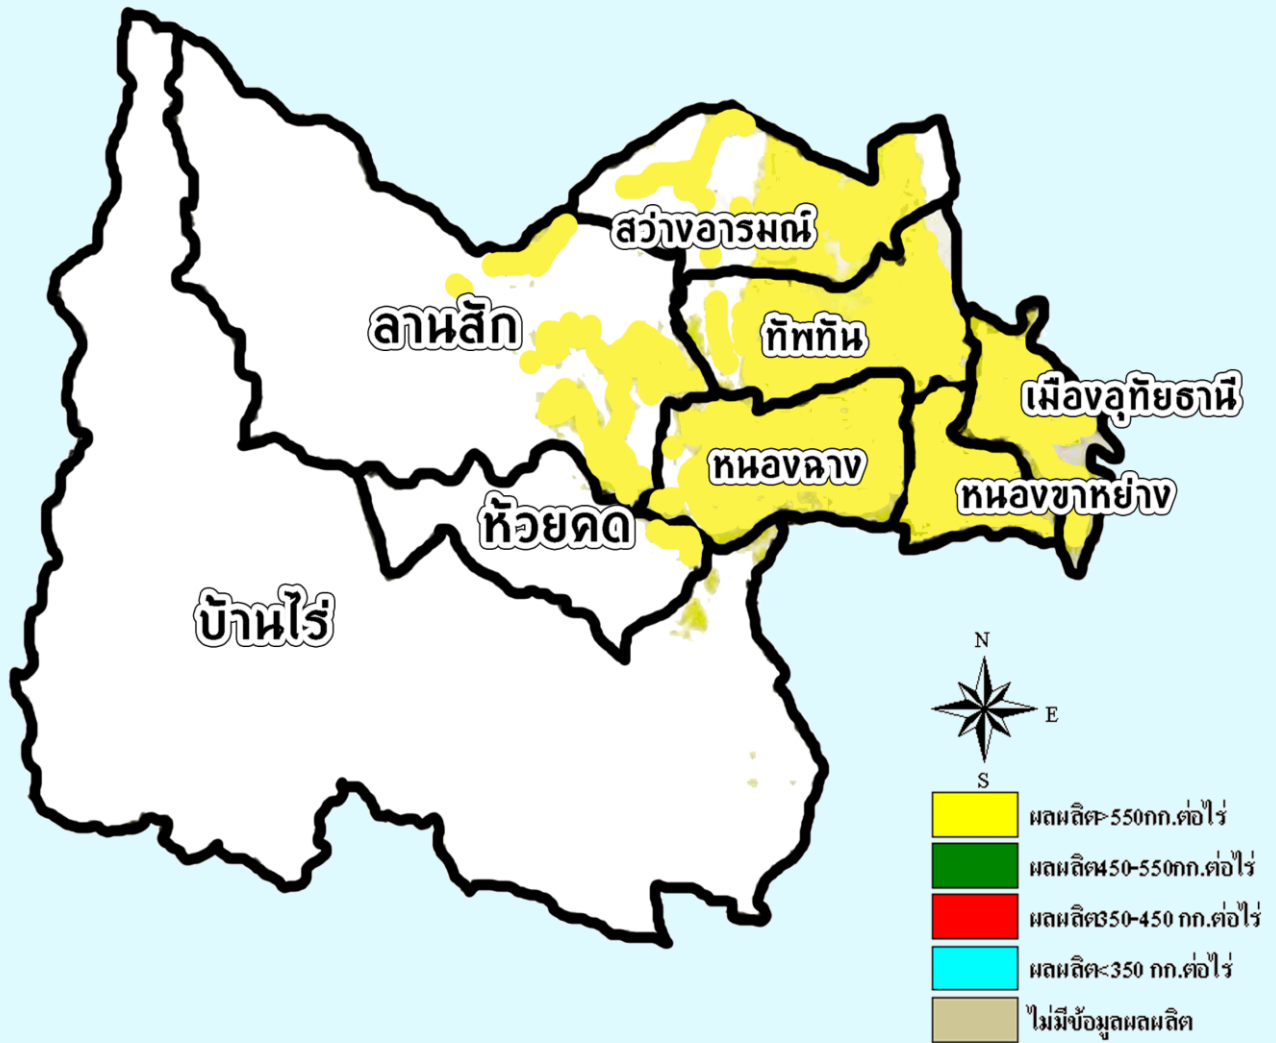 สว่างอารมณ์
ลานสัก
ทัพทัน
เมืองอุทัยธานี
หนองฉาง
หนองขาหย่าง
ห้วยคด
บ้านไร่
N
E
S
ผลผลิต>550กก.ต่อไร่
ผลผลิต450-550กก.ต่อไร่
ผลผลิต350-450 กก.ต่อไร่
ผลผลิต<350 กก.ต่อไร่
ไม่มีข้อมูลผลผลิต